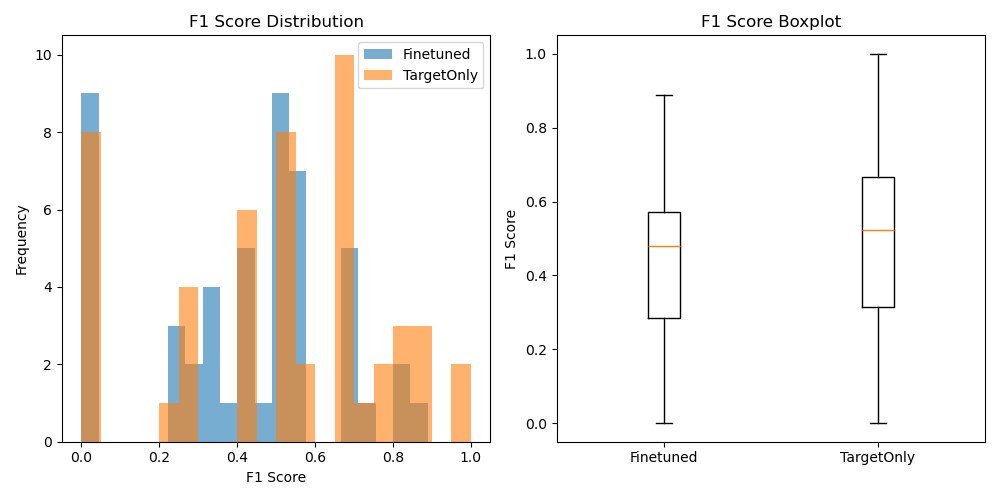 F1 Score Distribution
Finetuned
TargetOnly
Frequency
10
8
6
4
2
0
0.0 0.2 0.4 0.6 0.8 1.0
F1 Score
F1 Score Boxplot
F1 Score
1.0
0.8
0.6
0.4
0.2
0.0
Finetuned TargetOnly